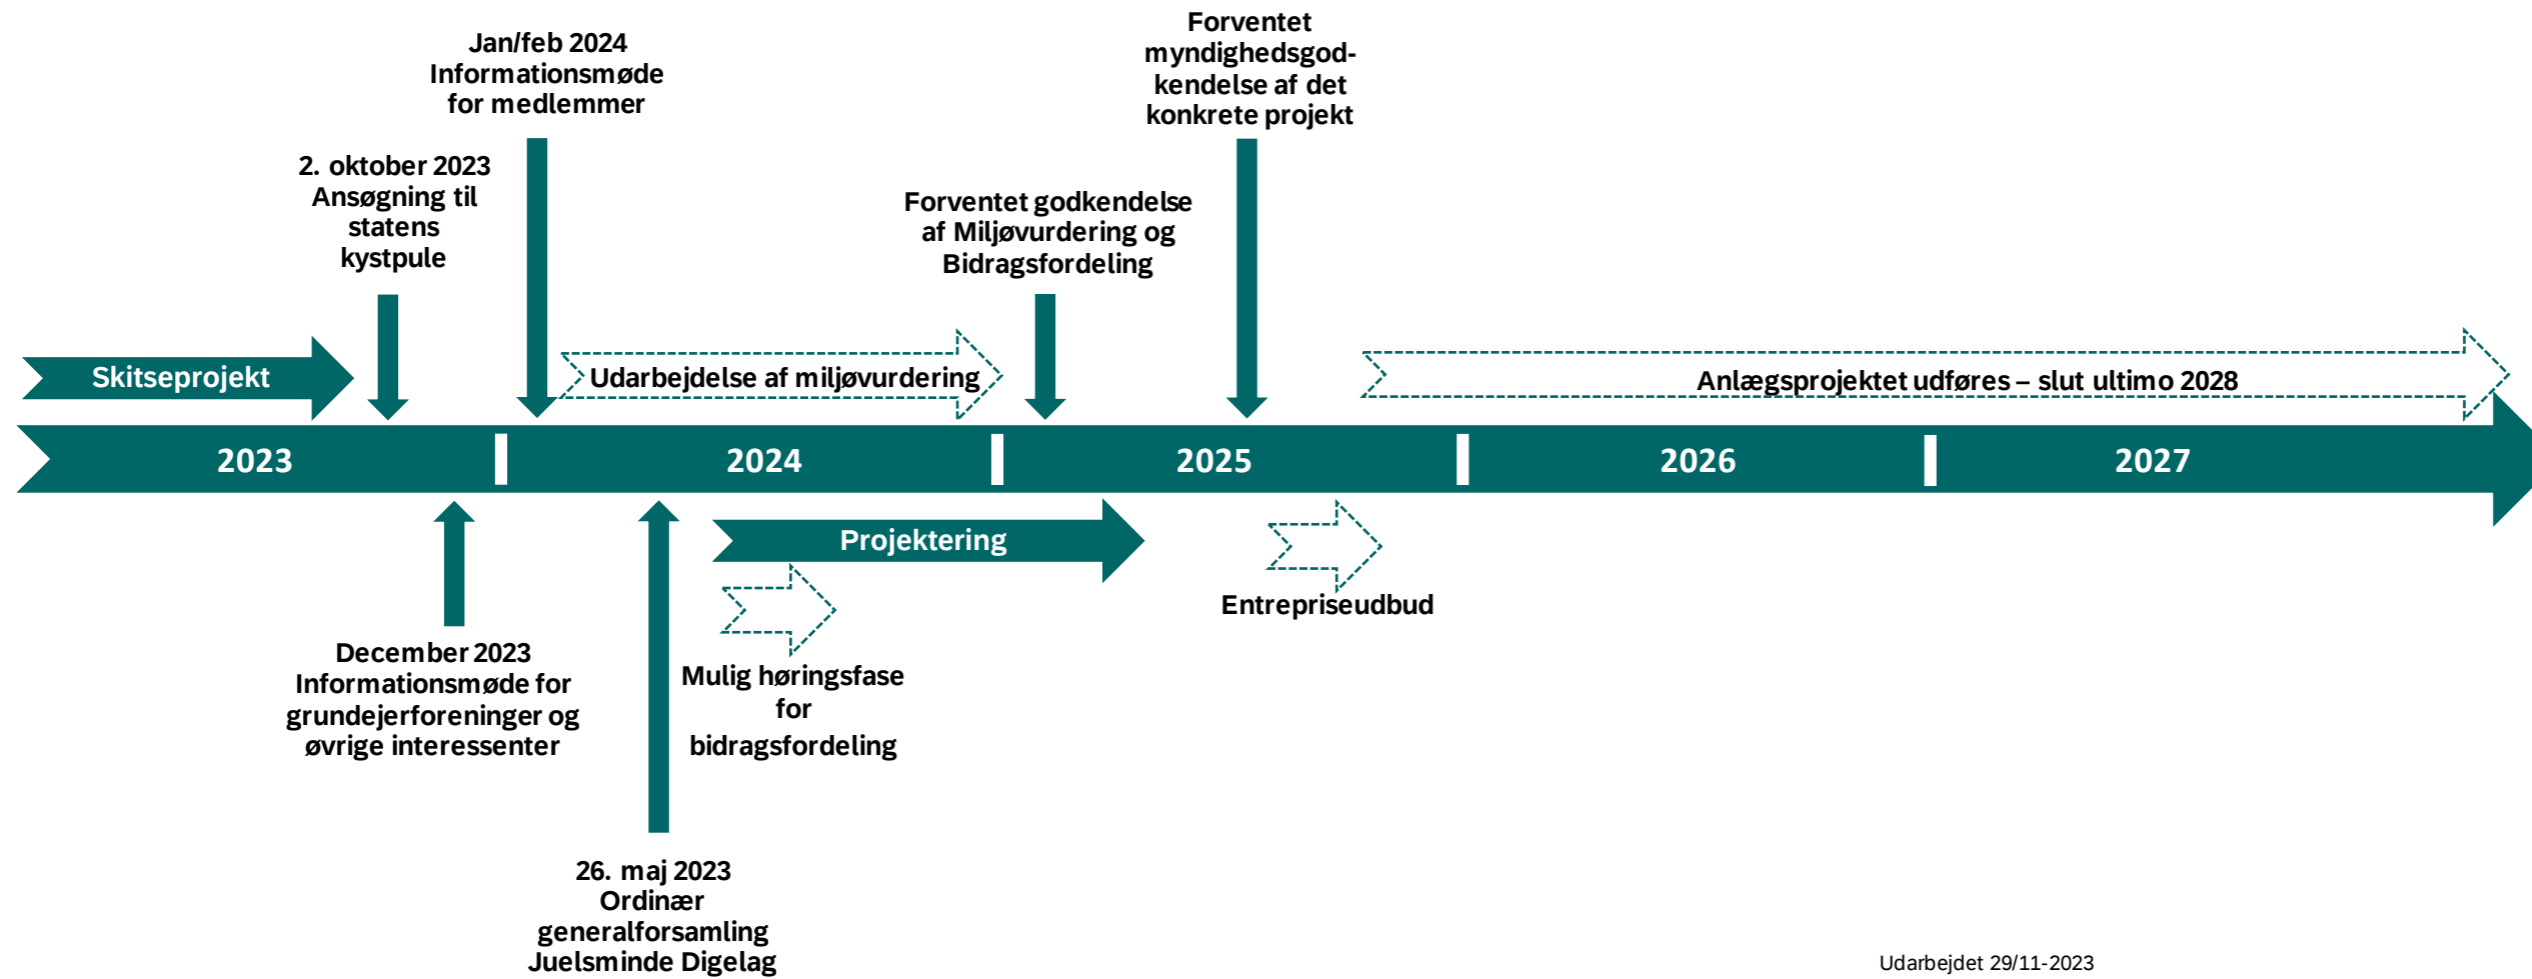 Jan/feb 2024
Informationsmøde
for medlemmer
Forventet
myndighedsgod-
kendelse af det
konkrete projekt
2. oktober 2023
Ansøgning til
statens
kystpule
Forventet godkendelse
af Miljøvurdering og
Bidragsfordeling
Skitseprojekt
Udarbejdelse af miljøvurdering
Anlægsprojektet udføres – slut ultimo 2028
2023
2024
2025
2026
2027
Projektering
Entrepriseudbud
December 2023
Informationsmøde for
grundejerforeninger og
øvrige interessenter
Mulig høringsfase
for
bidragsfordeling
26. maj 2023
Ordinær
generalforsamling
Juelsminde Digelag
Udarbejdet 29/11-2023